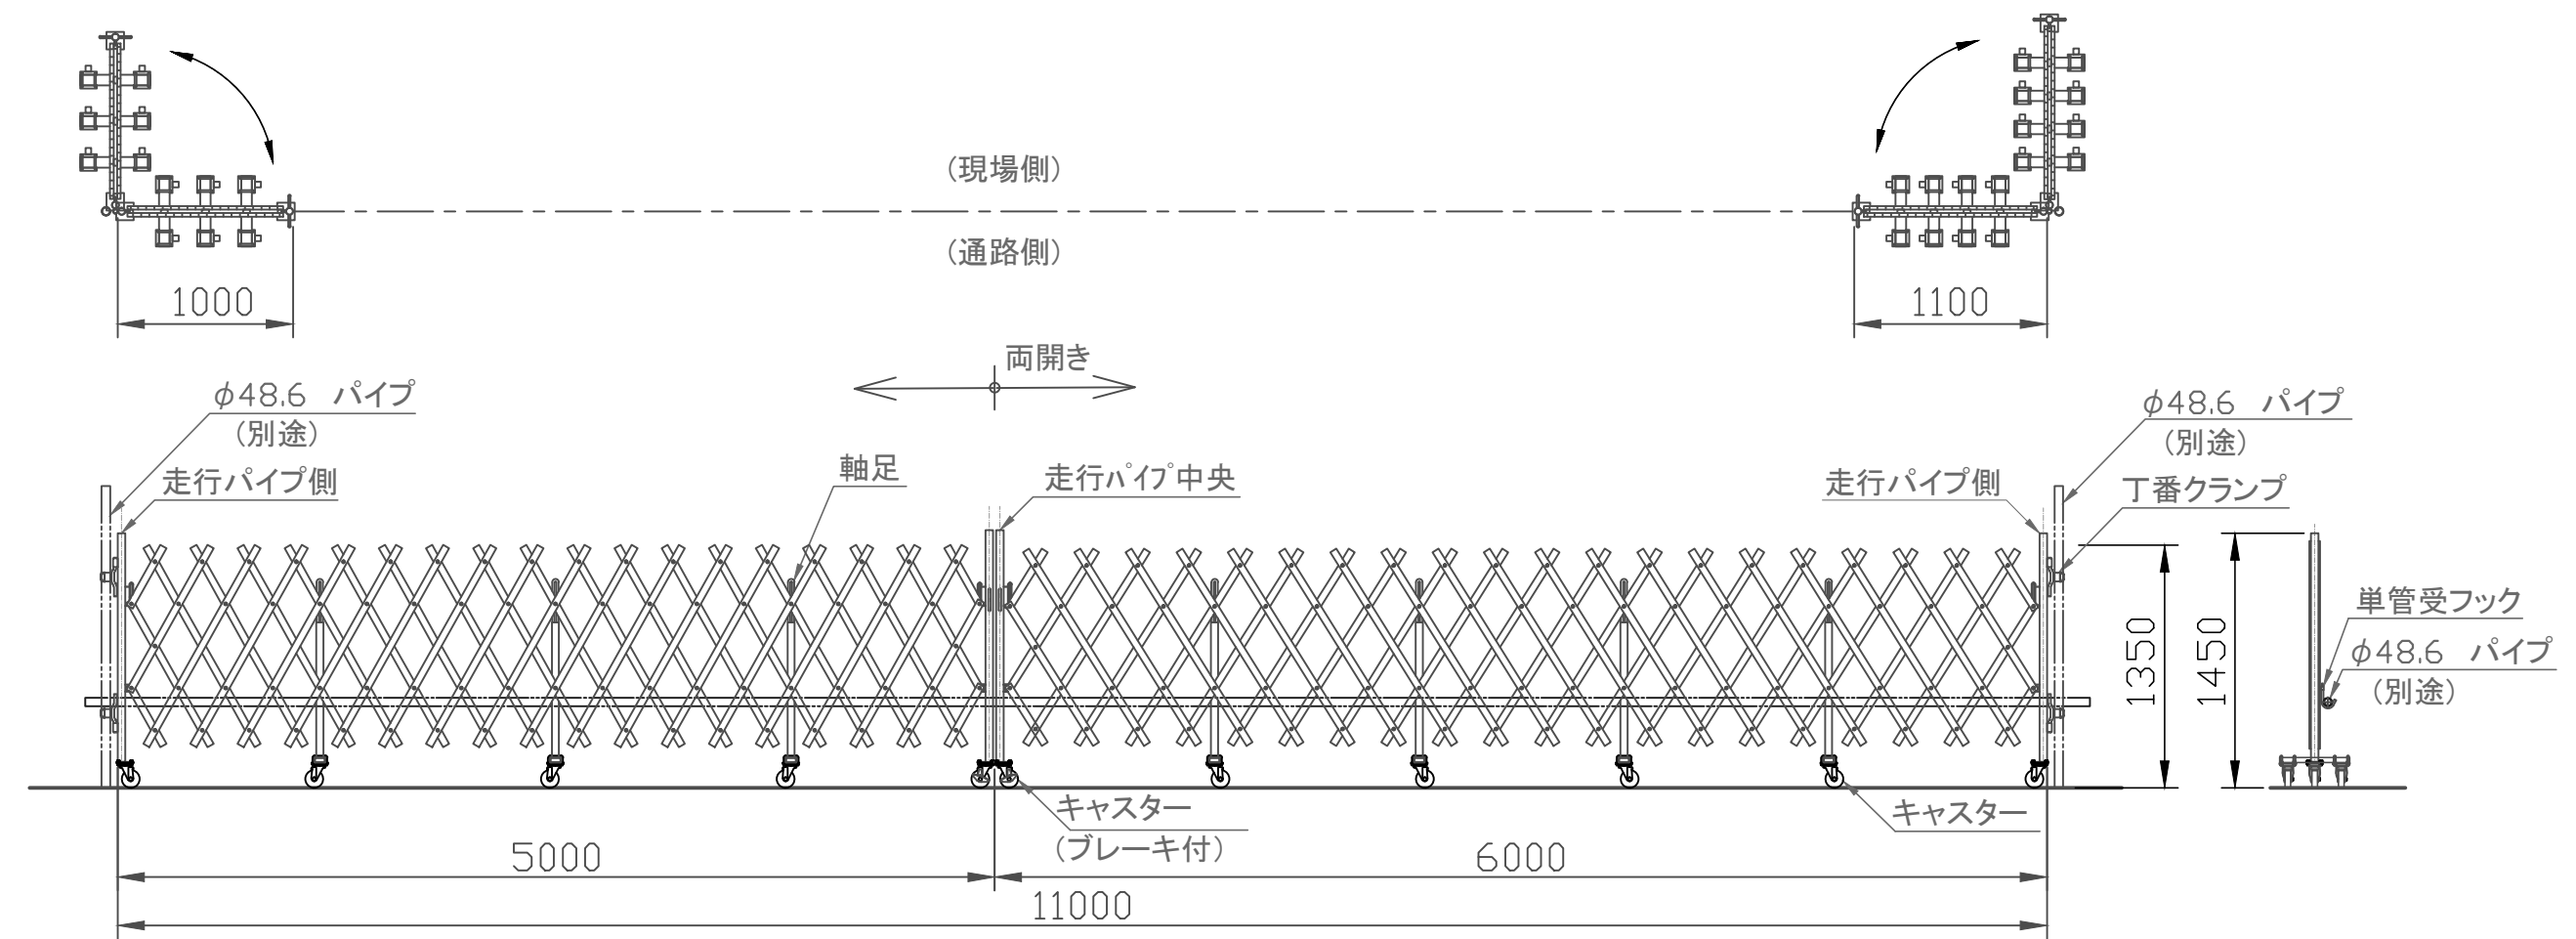 (現場側)
(通路側)
1000
1100
両開き
φ48.6 パイプ
(別途)
走行パイプ側
軸足
走行ﾊﾟｲﾌﾟ中央
走行パイプ側
φ48.6 パイプ
(別途)
丁番クランプ
1350
1450
単管受フック
φ48.6 パイプ
(別途)
キャスター
(ブレーキ付)
キャスター
5000
6000
11000